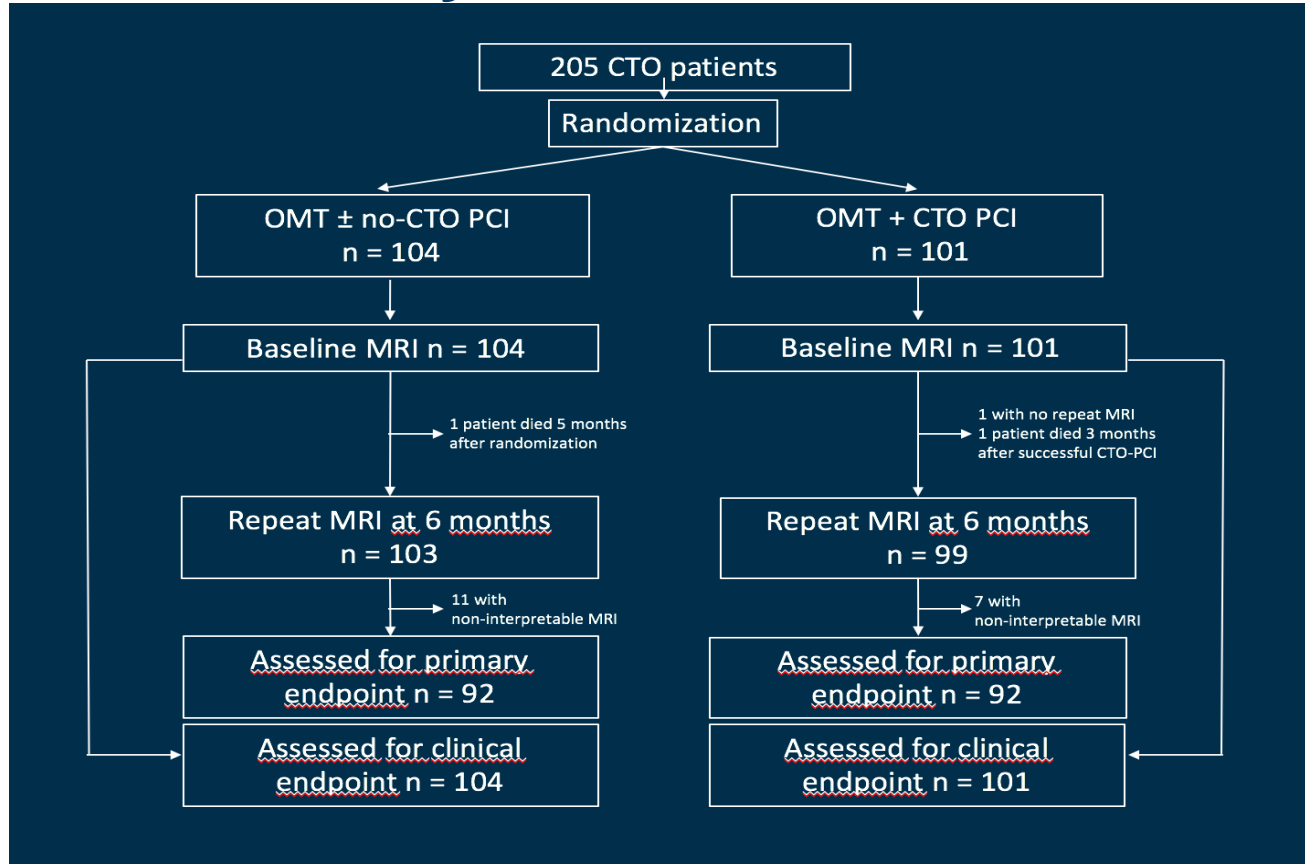 205 CTO patients
Randomization
OMT ± no-CTO PCI
n = 104
OMT + CTO PCI
n = 101
Baseline MRI n = 104
Baseline MRI n = 101
1 patient died 5 months
after randomization
1 with no repeat MRI
1 patient died 3 months
after successful CTO-PCI
Repeat MRI at 6 months
n = 103
Repeat MRI at 6 months
n = 99
11 with
non-interpretable MRI
7 with
non-interpretable MRI
Assessed for primary
endpoint n = 92
Assessed for primary
endpoint n = 92
Assessed for clinical
endpoint n = 104
Assessed for clinical
endpoint n = 101